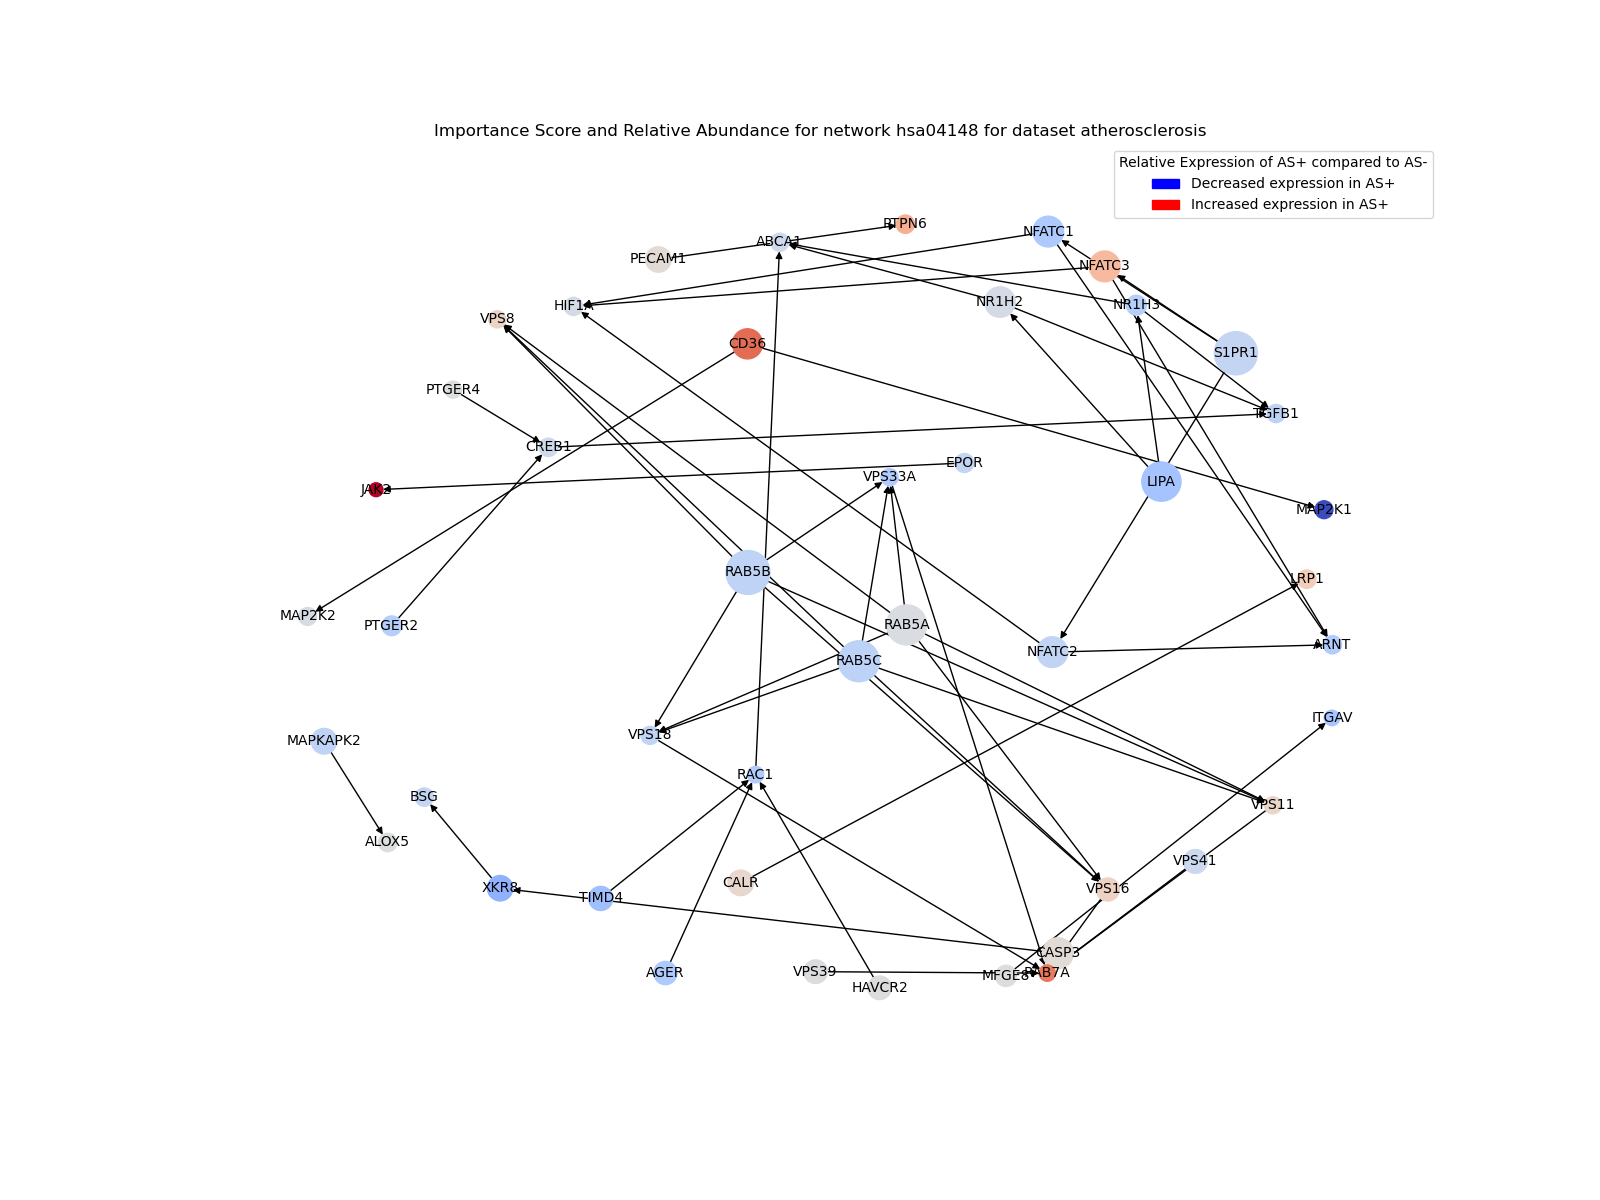 Importance Score and Relative Abundance for network hsa04148 for dataset atherosclerosis
Relative Expression of AS+ compared to AS-
Decreased expression in AS+
Increased expression in AS+
PTPN6
NFATC1
ABCA1
PECAM1
NFATC3
NR1H2
NR1H3
HIF1A
VPS8
CD36
S1PR1
PTGER4
TGFB1
CREB1
EPOR
VPS33A
LIPA
JAK2
MAP2K1
RAB5B
LRP1
MAP2K2
PTGER2
RAB5A
ARNT
NFATC2
RAB5C
ITGAV
VPS18
MAPKAPK2
RAC1
BSG
VPS11
ALOX5
VPS41
CALR
XKR8
VPS16
TIMD4
CASP3
AGER
VPS39
MFGE8
RAB7A
HAVCR2